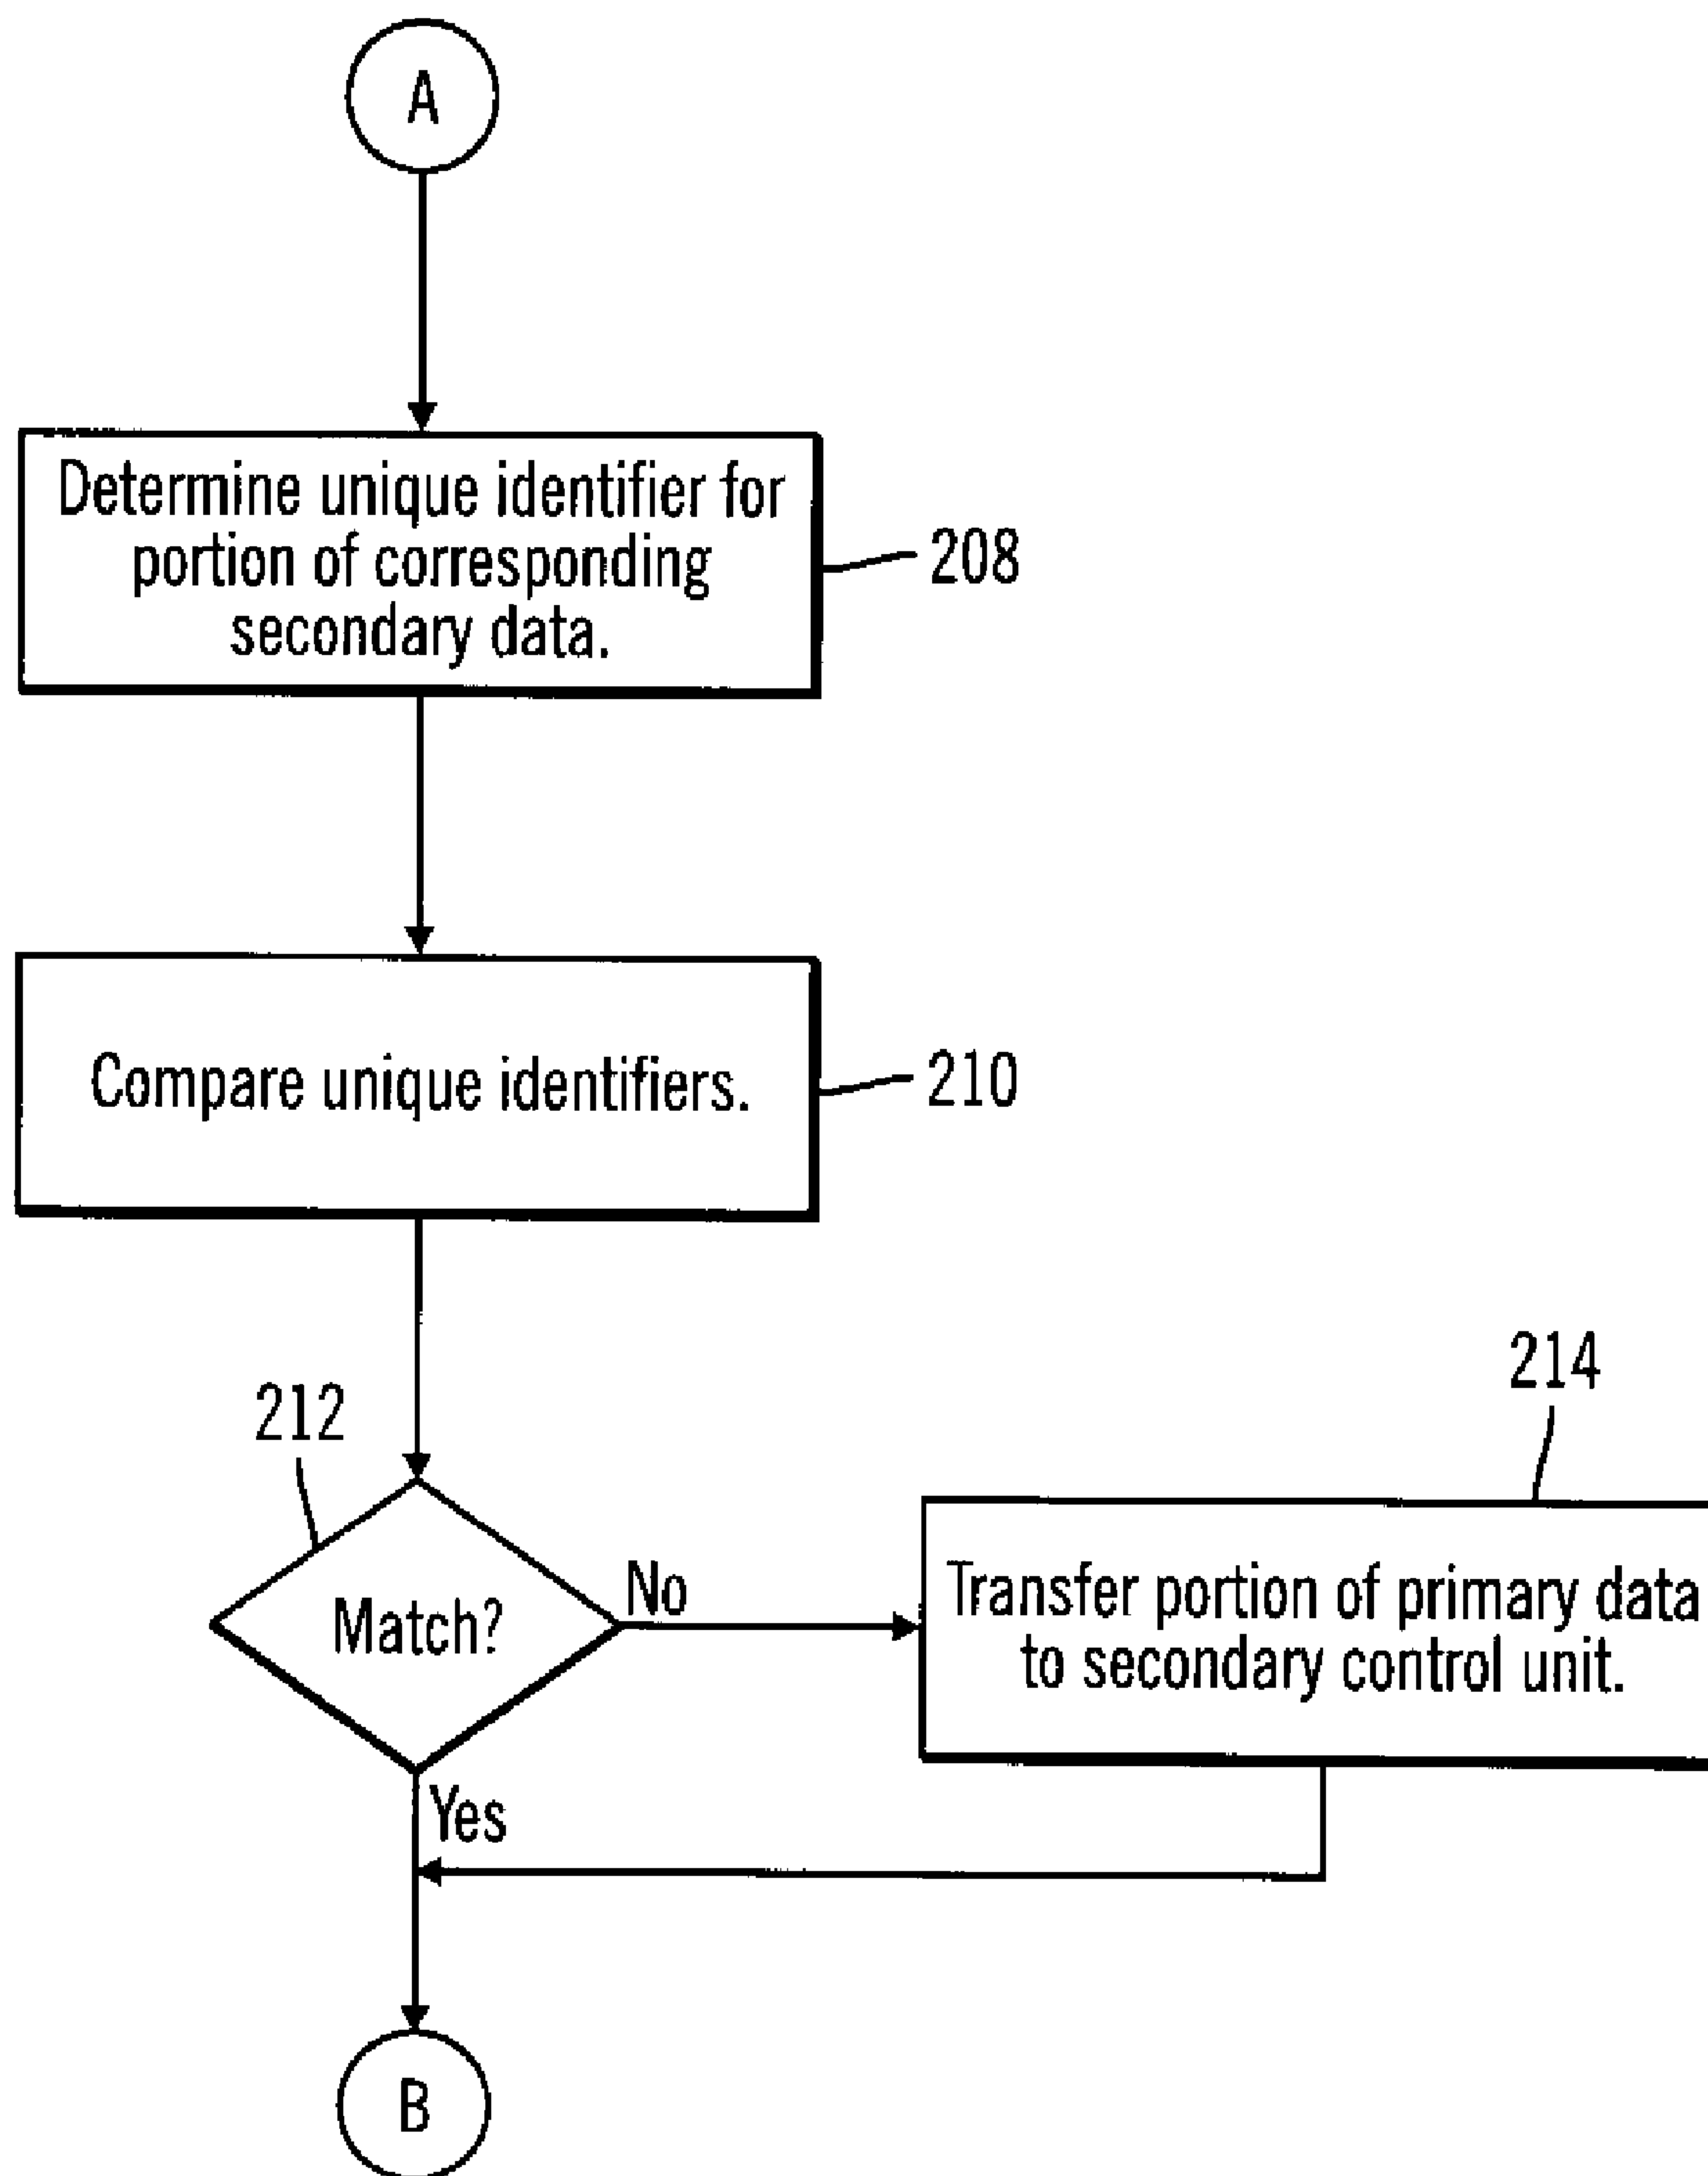 A
Determine unique identifier for
portion of corresponding
secondary data.
208
Compare unique identifiers.
210
212
214
Match?
No
Transfer portion of primary data
to secondary control unit.
Yes
B